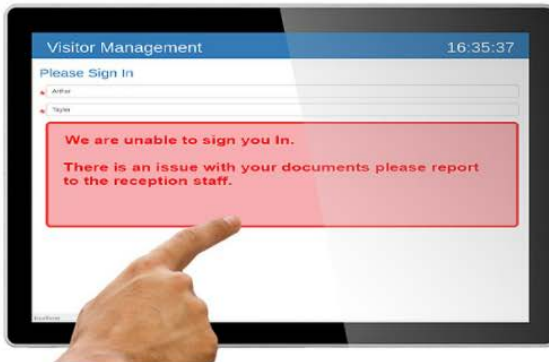 Visitor Management 16:35:37
Please Sign In
Arthur
Taylor
We are unable to sign you In.
There is an issue with your documents please report
to the reception staff.